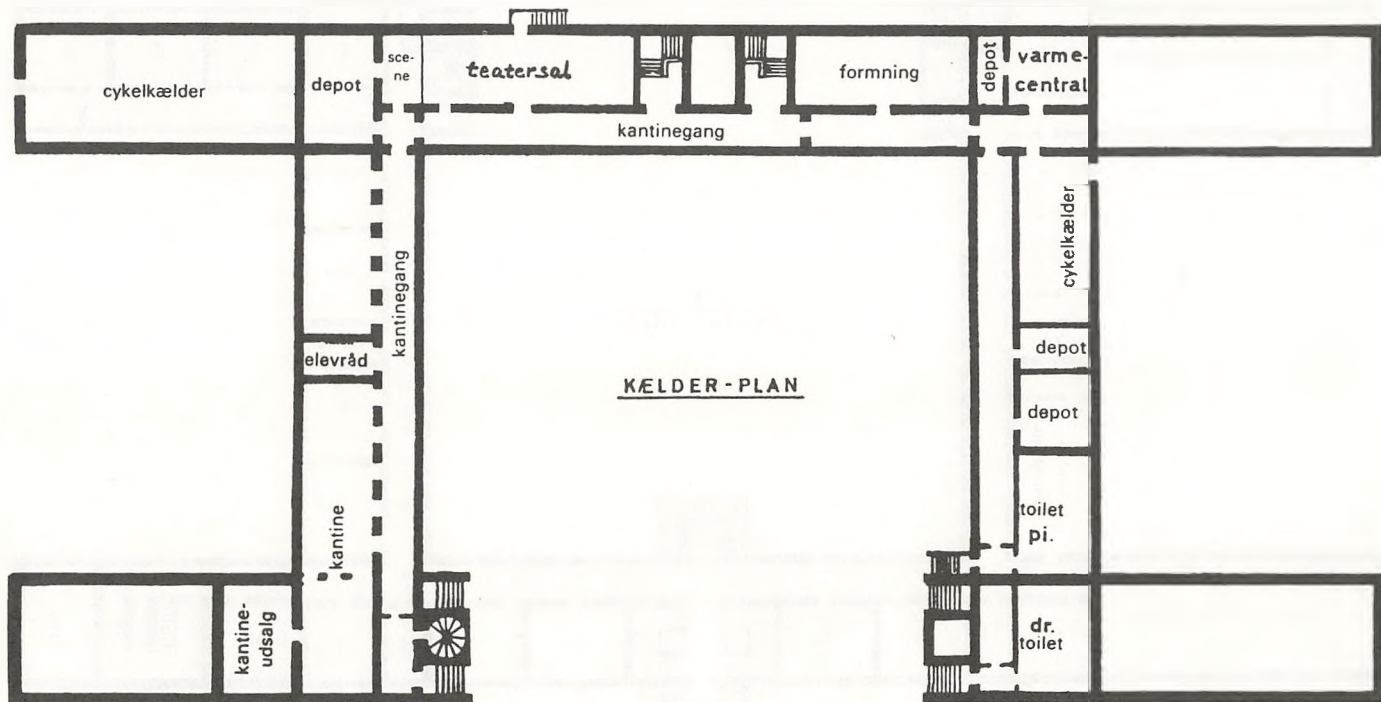 cykelkælder
depot
sce-
ne
teatersal
formning
depot
varme-
central
kantinegang
kantinegang
cykelkælder
elevråd
depot
KÆLDER-PLAN
depot
kantine
toilet
pi.
kantine-
udsalg
dr.
toilet